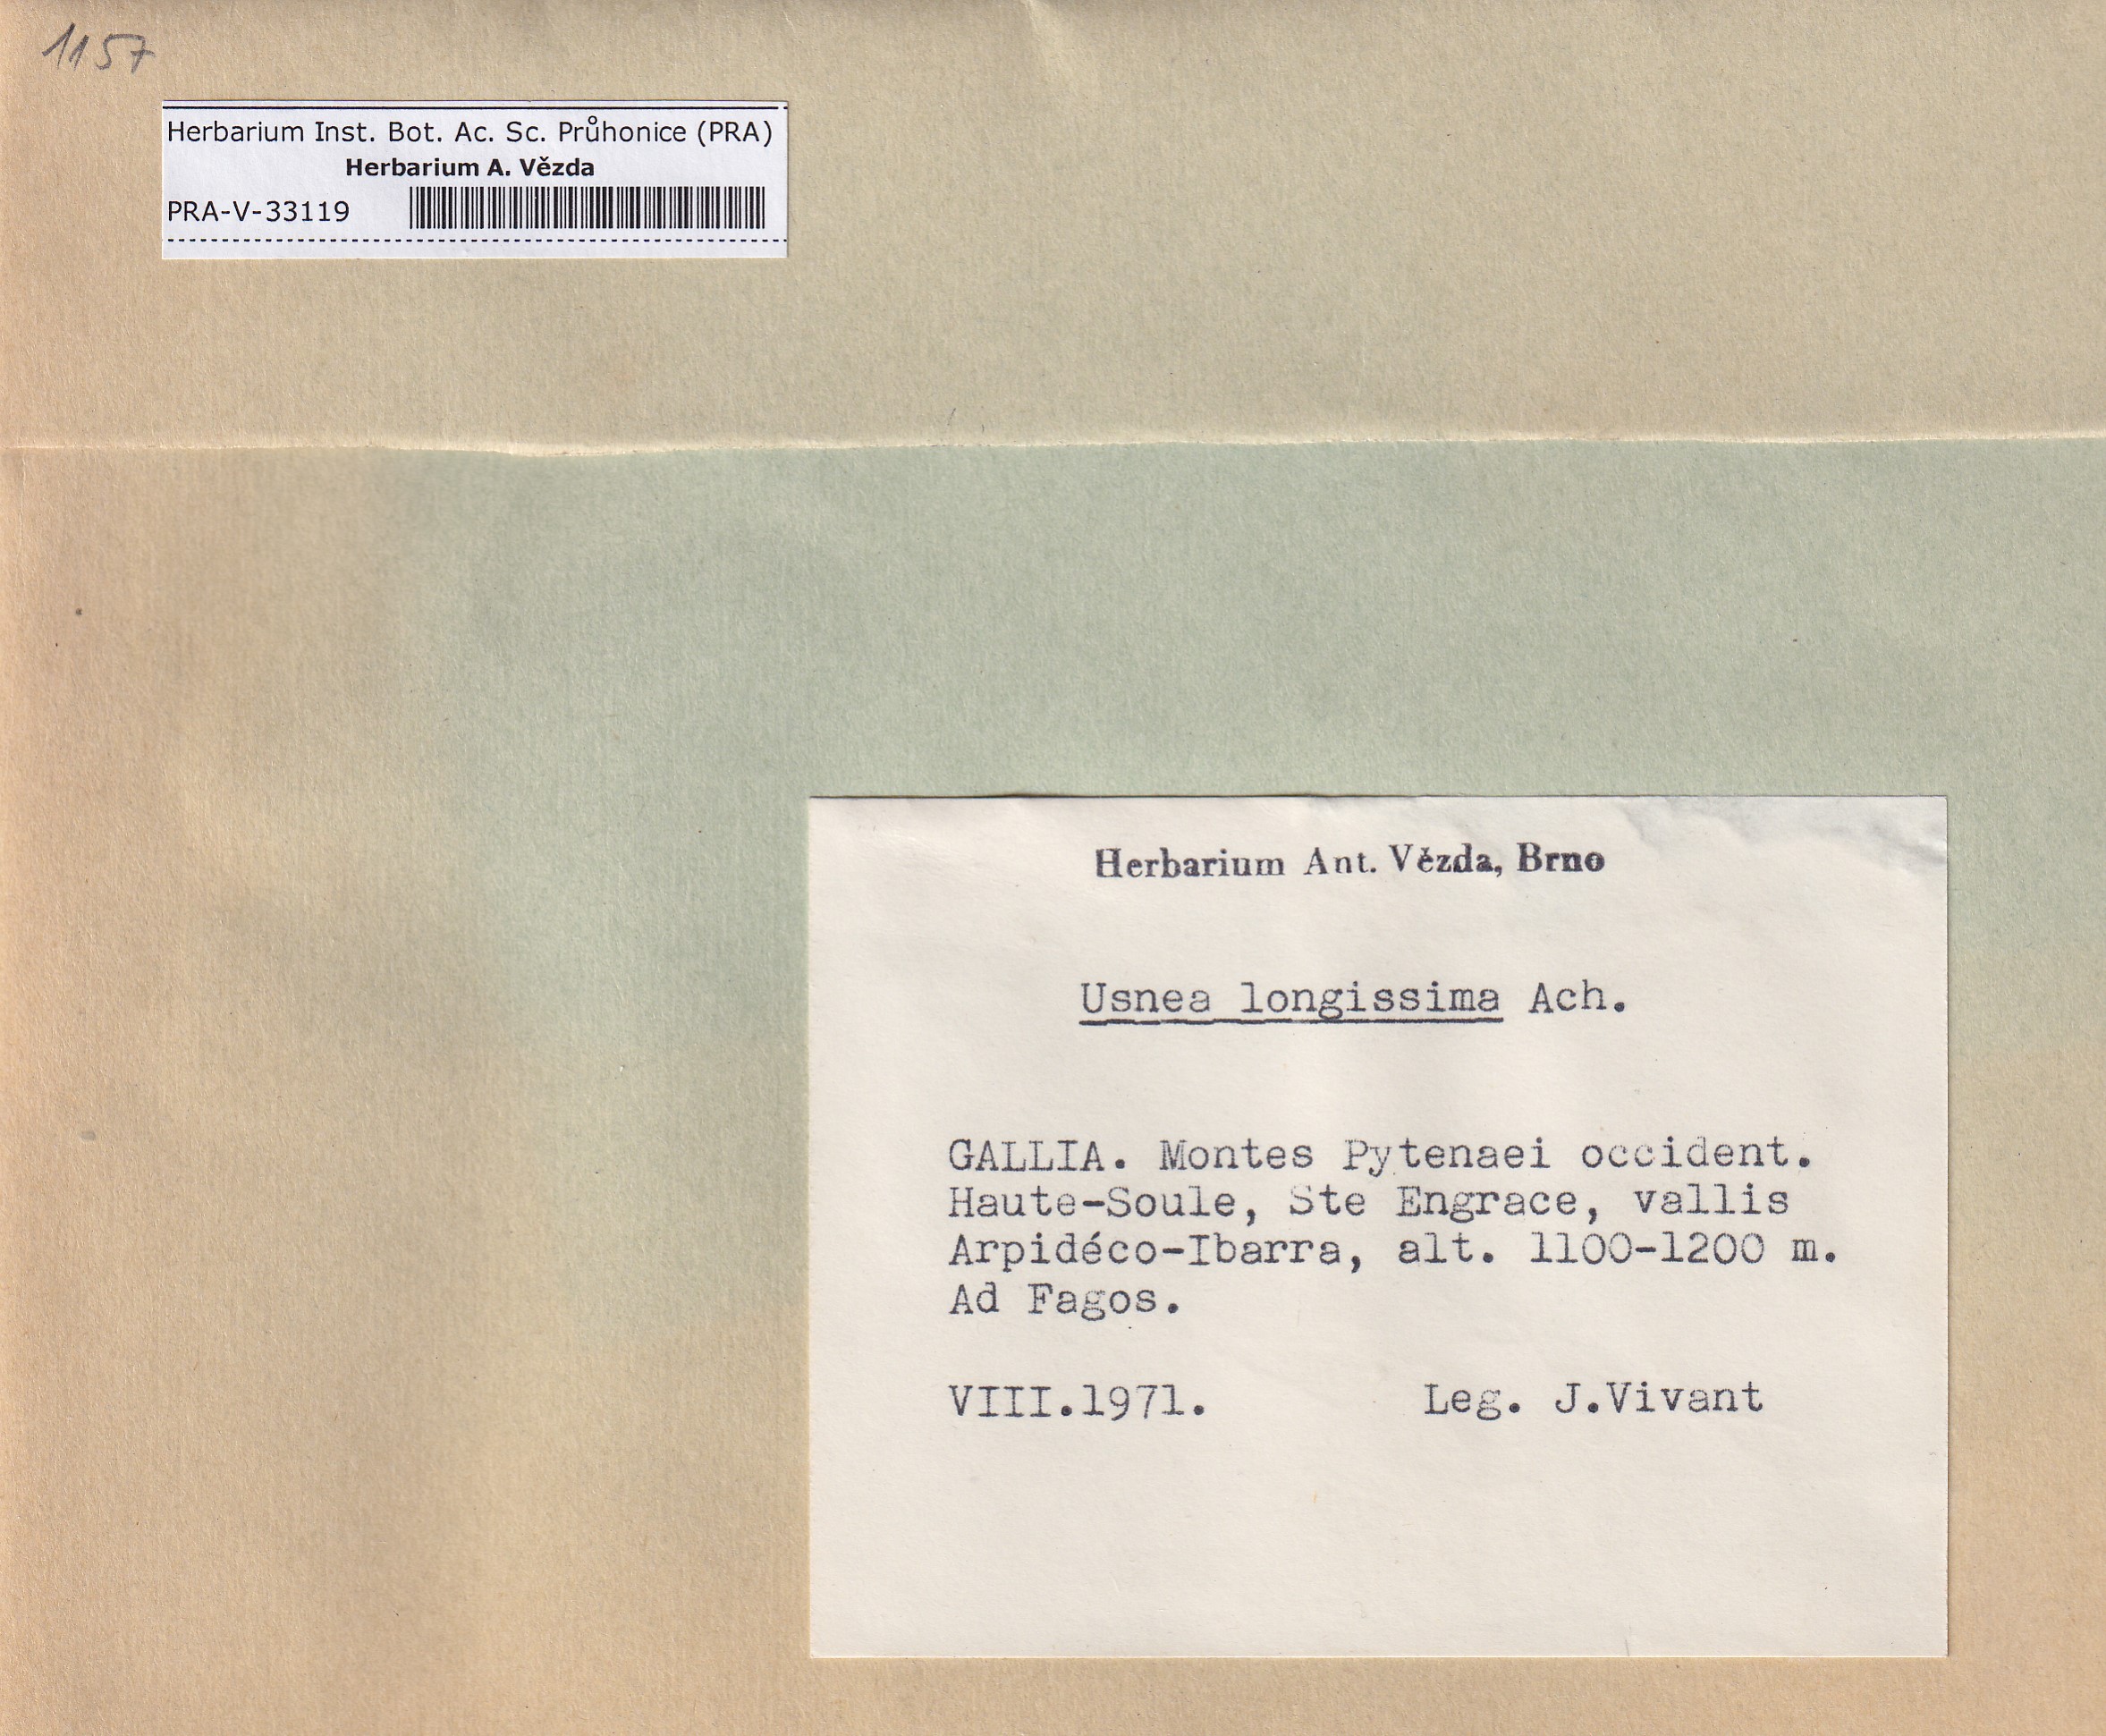 1157
Herbarium Inst. Bot. Ac. Sc. Průhonice (PRA)
Herbarium A. Vězda
PRA-V-33119
Herbarium Ant. Vězda, Brno
Usnea longissima Ach.
GALLIA. Montes Pytenaei occident.
Haute-Soule, Ste Engrace, vallis
Arpidéco-Ibarra, alt. 1100-1200 m.
Ad Fagos.
VIII.1971. Leg. J.Vivant